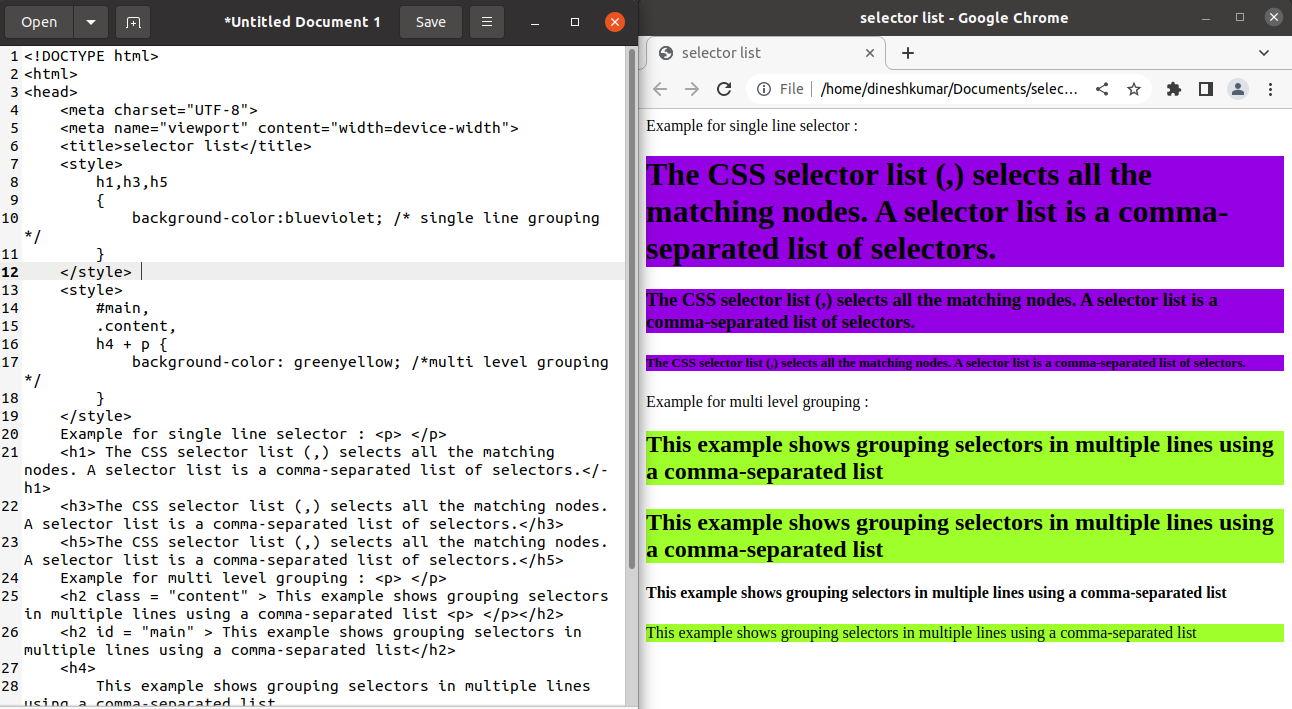 Open
*Untitled Document 1
Save
1 <!DOCTYPE html>
2 <html>
3 <head>
4 <meta charset="UTF-8">
5 <meta name="viewport" content="width=device-width">
6 <title>selector list</title>
7 <style>
8 h1,h3,h5
9 {
10 background-color:blueviolet; /* single line grouping
*/
11 }
12 </style>
13 <style>
14 #main,
15 .content,
16 h4 + p {
17 background-color: greenyellow; /*multi level grouping
*/
18 }
19 </style>
20 Example for single line selector : <p> </p>
21 <h1> The CSS selector list (,) selects all the matching
nodes. A selector list is a comma-separated list of selectors.</-
h1>
22 <h3>The CSS selector list (,) selects all the matching nodes.
A selector list is a comma-separated list of selectors.</h3>
23 <h5>The CSS selector list (,) selects all the matching nodes.
A selector list is a comma-separated list of selectors.</h5>
24 Example for multi level grouping : <p> </p>
25 <h2 class = "content" > This example shows grouping selectors
in multiple lines using a comma-separated list <p> </p></h2>
26 <h2 id = "main" > This example shows grouping selectors in
multiple lines using a comma-separated list</h2>
27 <h4>
28 This example shows grouping selectors in multiple lines
using a comma-separated list
selector list - Google Chrome
selector list
File
/home/dineshkumar/Documents/selec...
Example for single line selector :
The CSS selector list (,) selects all the
matching nodes. A selector list is a comma-
separated list of selectors.
The CSS selector list (,) selects all the matching nodes. A selector list is a
comma-separated list of selectors.
The CSS selector list (,) selects all the matching nodes. A selector list is a comma-separated list of selectors.
Example for multi level grouping :
This example shows grouping selectors in multiple lines using
a comma-separated list
This example shows grouping selectors in multiple lines using
a comma-separated list
This example shows grouping selectors in multiple lines using a comma-separated list
This example shows grouping selectors in multiple lines using a comma-separated list